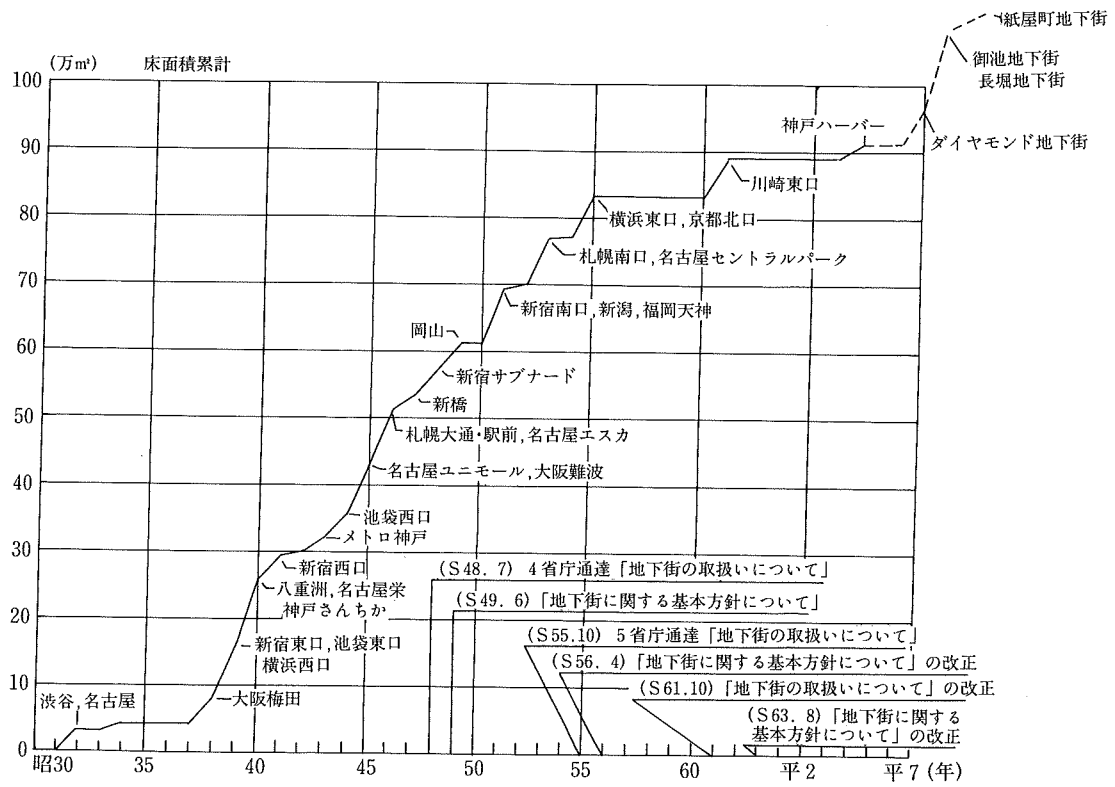 紙屋町地下街
(万㎡) 床面積累計
御池地下街
長堀地下街
100
神戸ハーバー
90
ダイヤモンド地下街
川崎東口
80
横浜東口,京都北口
札幌南口,名古屋セントラルパーク
70
新宿南口,新潟,福岡天神
岡山
60
新宿サブナード
新橋
50
札幌大通・駅前,名古屋エスカ
名古屋ユニモール,大阪難波
40
池袋西口
メトロ神戸
30
新宿西口
八重洲,名古屋栄
神戸さんちか
(S48. 7) 4省庁通達「地下街の取扱いについて」
(S49. 6)「地下街に関する基本方針について」
20
新宿東口, 池袋東口
横浜西口
(S55.10) 5省庁通達「地下街の取扱いについて」
(S56. 4)「地下街に関する基本方針について」の改正
10
(S61.10)「地下街の取扱いについて」の改正
渋谷,名古屋
大阪梅田
(S63. 8)「地下街に関する
基本方針について」の改正
0
昭30 35 40 45 50 55 60 平2 平7 (年)